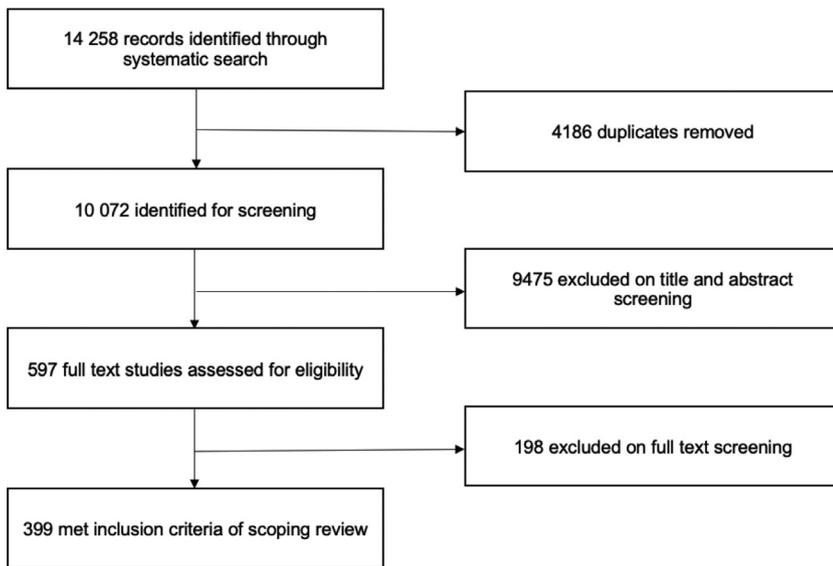 14 258 records identified through
systematic search
4186 duplicates removed
10 072 identified for screening
9475 excluded on title and abstract
screening
597 full text studies assessed for eligibility
198 excluded on full text screening
399 met inclusion criteria of scoping review